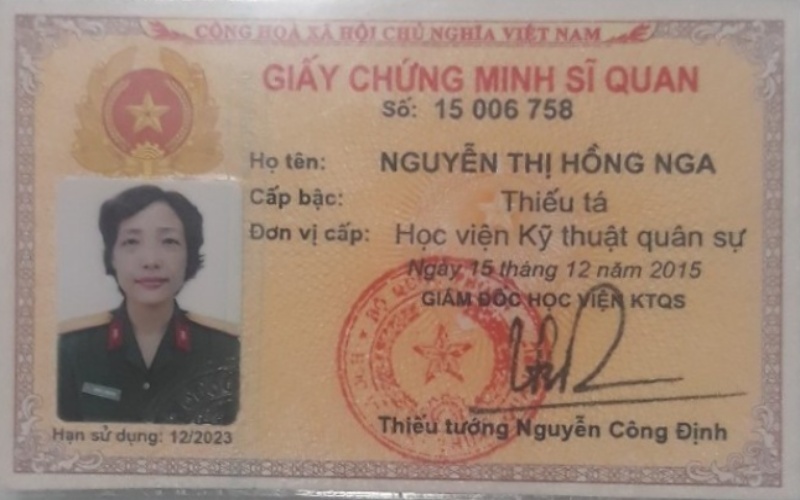 CỘNG HOÀ XÃ HỘI CHỦ NGHĨA VIỆT NAM
GIẤY CHỨNG MINH SĨ QUAN
Số: 15 006 758
Họ tên: NGUYỄN THỊ HỒNG NGA
Cấp bậc: Thiếu tá
Đơn vị cấp: Học viện Kỹ thuật quân sự
Ngày 15 tháng 12 năm 2015
GIÁM ĐỐC HỌC VIỆN KTQS
Thiếu tướng Nguyễn Công Định
Hạn sử dụng: 12/2023